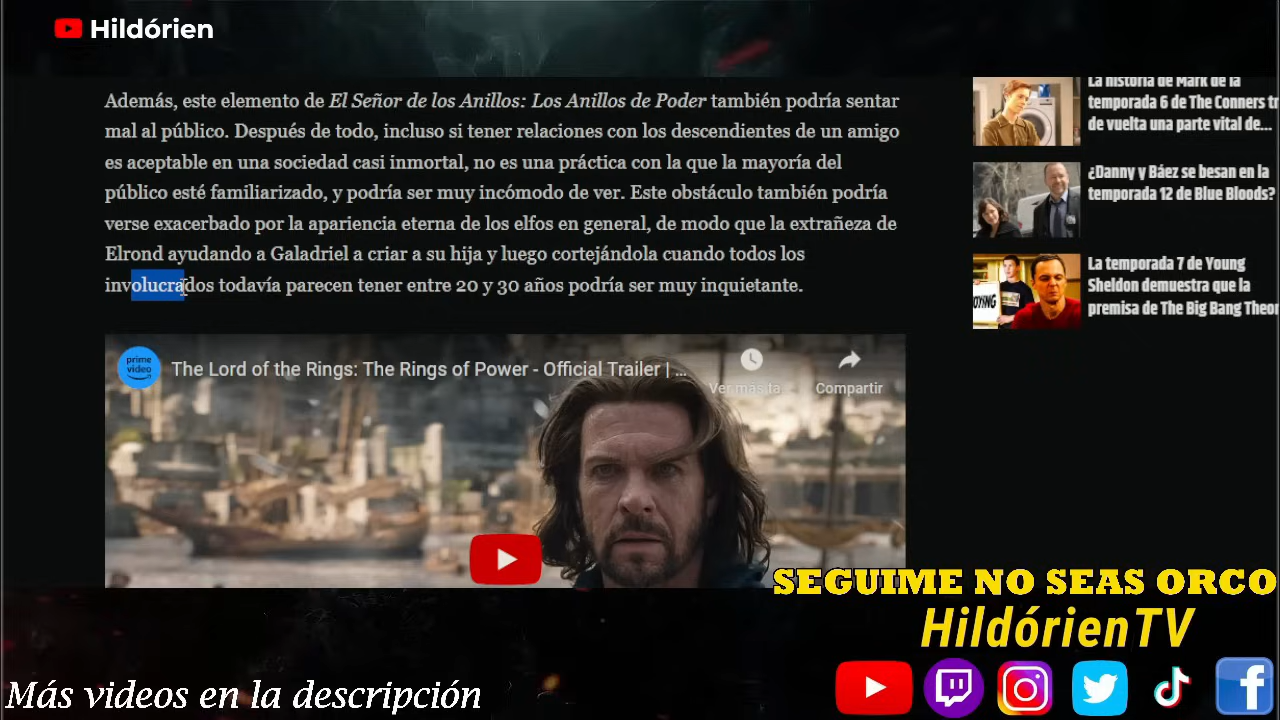 Hildórien
Además, este elemento de El Señor de los Anillos: Los Anillos de Poder también podría sentar
mal al público. Después de todo, incluso si tener relaciones con los descendientes de un amigo
es aceptable en una sociedad casi inmortal, no es una práctica con la que la mayoría del
público esté familiarizado, y podría ser muy incómodo de ver. Este obstáculo también podría
verse exacerbado por la apariencia eterna de los elfos en general, de modo que la extrañeza de
Elrond ayudando a Galadriel a criar a su hija y luego cortejándola cuando todos los
involucrados todavía parecen tener entre 20 y 30 años podría ser muy inquietante.
La historia de Mark de la
temporada 6 de The Conners tr
de vuelta una parte vital de...
¿Danny y Báez se besan en la
temporada 12 de Blue Bloods?
La temporada 7 de Young
Sheldon demuestra que la
premisa de The Big Bang Theor
prime
video
The Lord of the Rings: The Rings of Power - Official Trailer | ...
Ver más ta...
Compartir
SEGUIME NO SEAS ORCO
HildórienTV
Más videos en la descripción